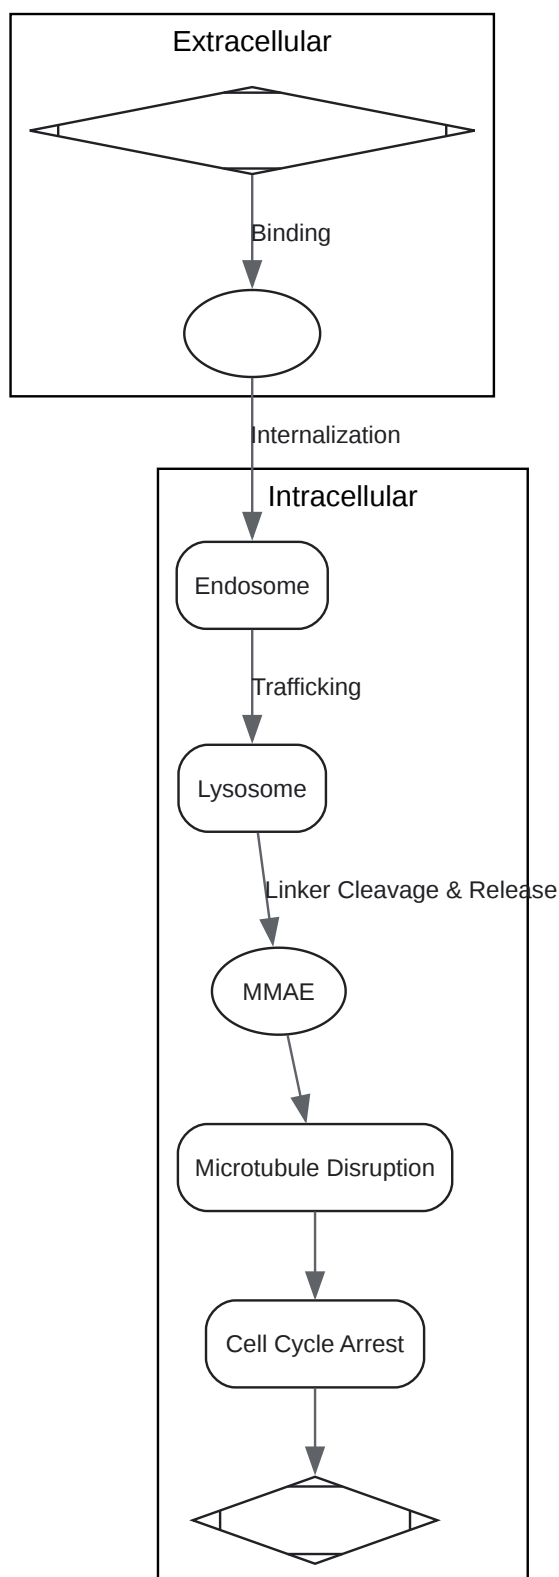 Extracellular
Binding
Internalization
Intracellular
Endosome
Trafficking
Lysosome
Linker Cleavage & Release
MMAE
Microtubule Disruption
Cell Cycle Arrest